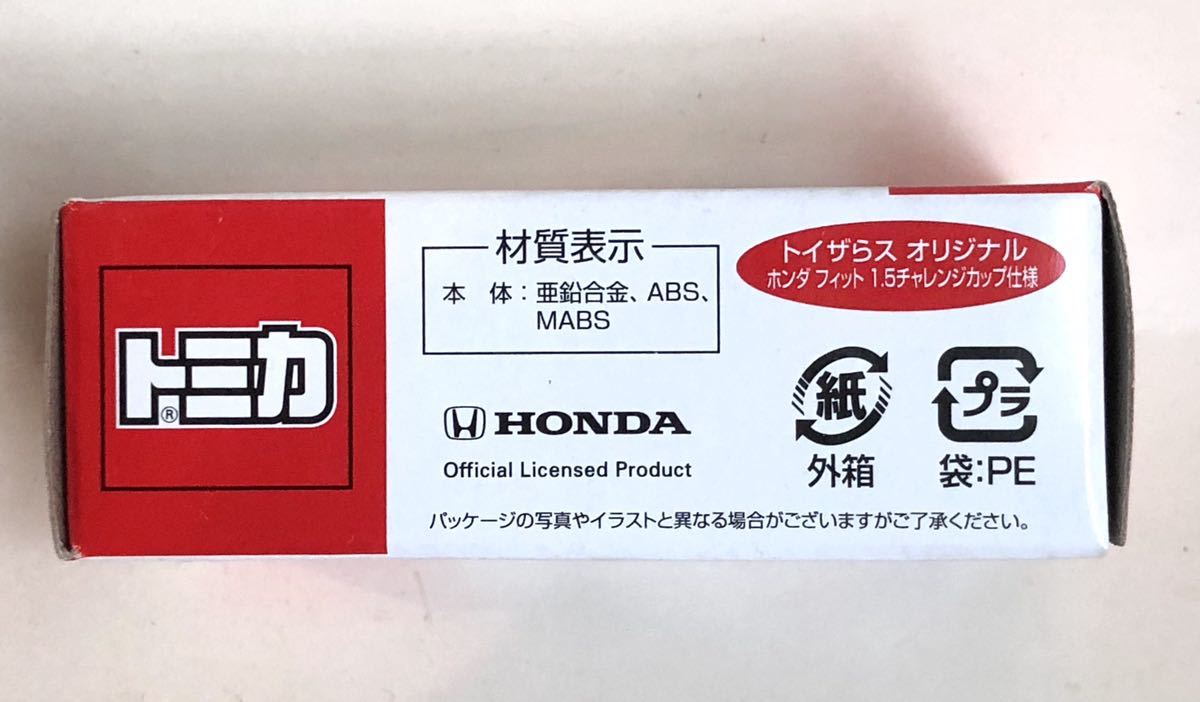 トミカ®
材質表示
本 体：亜鉛合金、ABS、
MABS
HONDA
Official Licensed Product
トイザらス オリジナル
ホンダ フィット 1.5チャレンジカップ仕様
紙
外箱
プラ
袋：PE
パッケージの写真やイラストと異なる場合がございますがご了承ください。